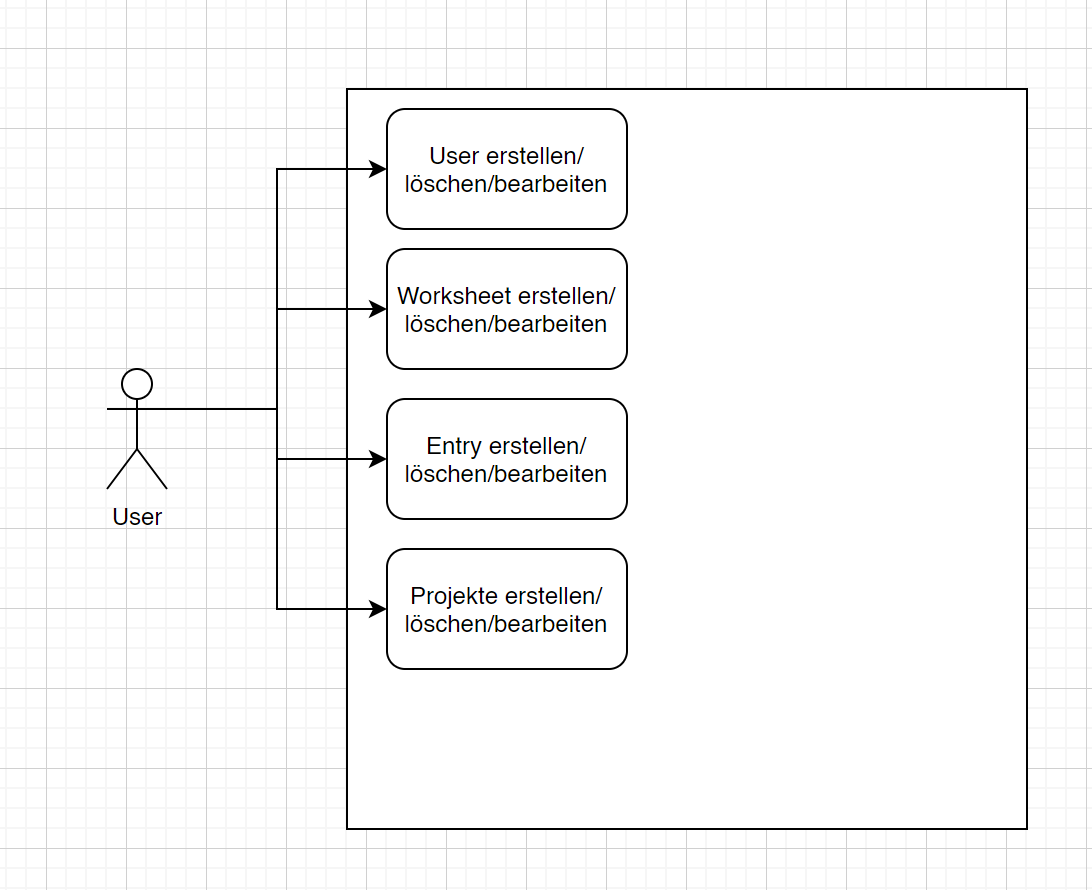 User erstellen/
löschen/bearbeiten
Worksheet erstellen/
löschen/bearbeiten
Entry erstellen/
löschen/bearbeiten
User
Projekte erstellen/
löschen/bearbeiten